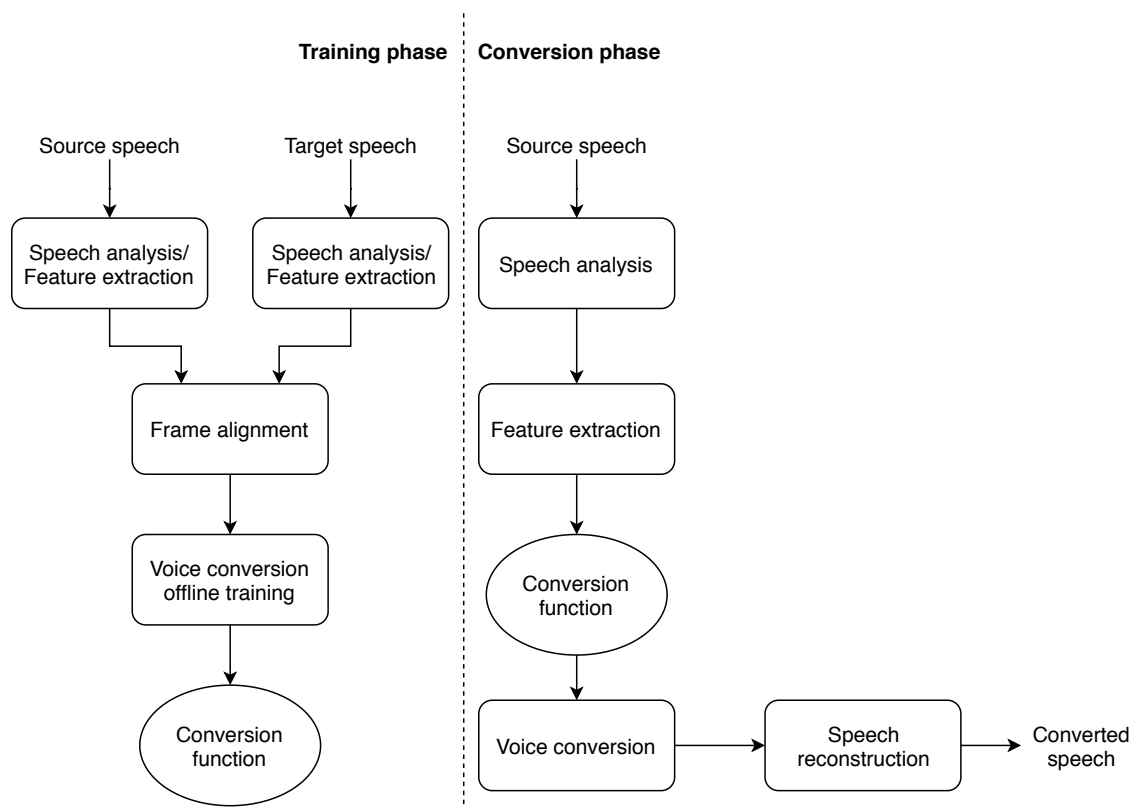 Training phase
Conversion phase
Source speech
Target speech
Source speech
Speech analysis/
Feature extraction
Speech analysis/
Feature extraction
Speech analysis
Frame alignment
Feature extraction
Voice conversion
offline training
Conversion
function
Conversion
function
Voice conversion
Speech
reconstruction
Converted
speech